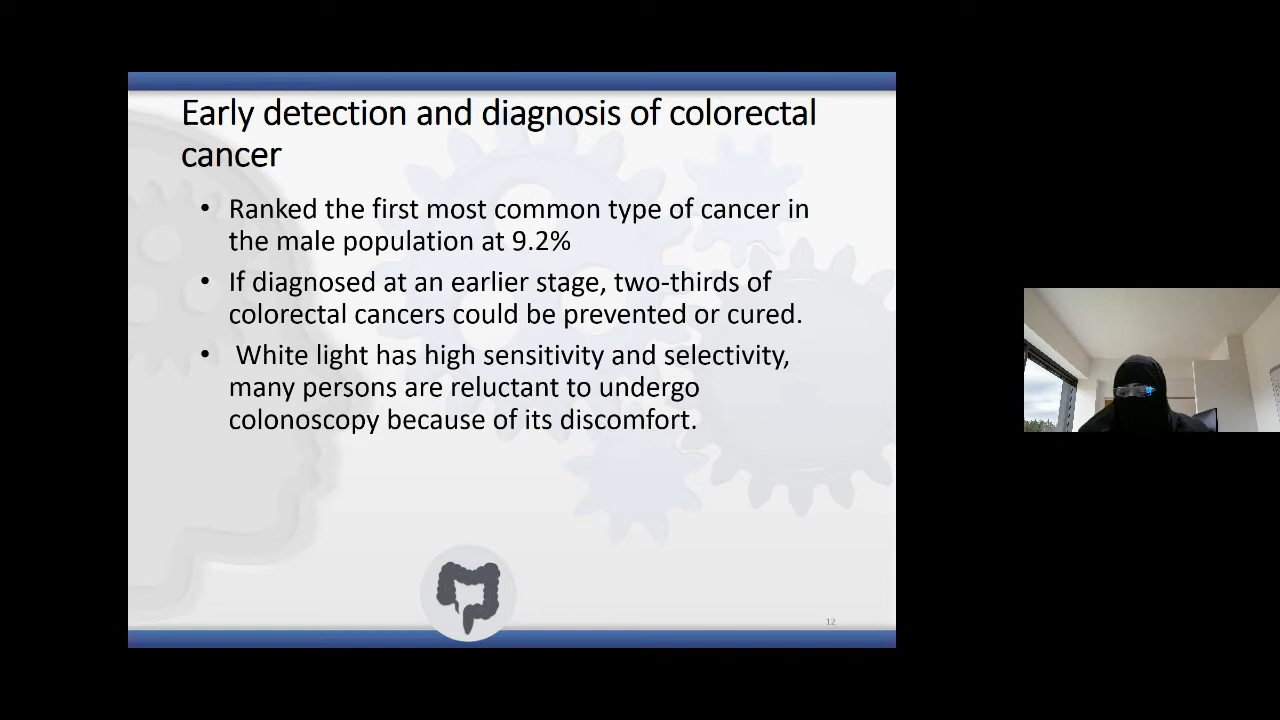 Early detection and diagnosis of colorectal
cancer
• Ranked the first most common type of cancer in
the male population at 9.2%
• If diagnosed at an earlier stage, two-thirds of
colorectal cancers could be prevented or cured.
• White light has high sensitivity and selectivity,
many persons are reluctant to undergo
colonoscopy because of its discomfort.
12